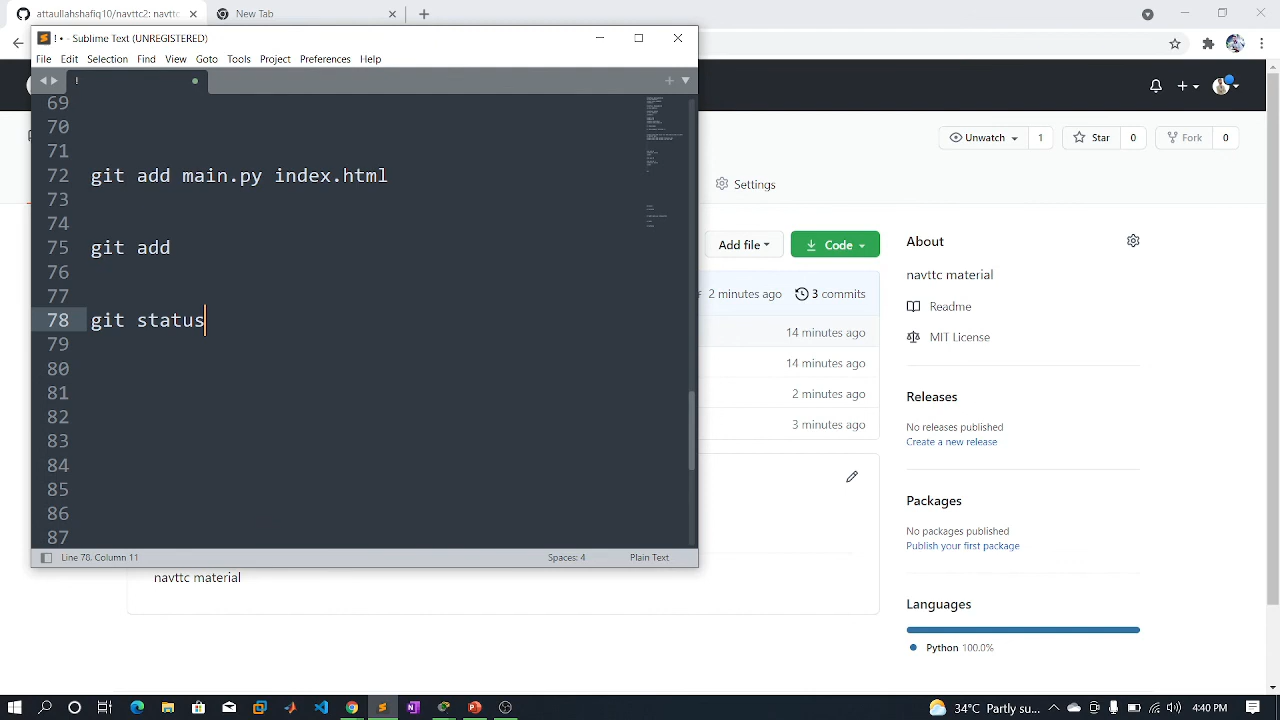 attaullahshafiq10/navttc2: navttc
New Tab
! • - Sublime Text (UNREGISTERED)
File Edit Selection Find View Goto Tools Project Preferences Help
!
69
70
71
72 git add main.py index.html
73
74
75 git add
76
77
78 git status
79
80
81
82
83
84
85
86
87
Line 78, Column 11
Spaces: 4
Plain Text
Unwatch 1
Star 0
Fork 0
Settings
Add file
Code
2 minutes ago
3 commits
14 minutes ago
14 minutes ago
2 minutes ago
3 minutes ago
navttc material
About
navttc material
Readme
MIT License
Releases
No releases published
Create a new release
Packages
No packages published
Publish your first package
Languages
Python 100.0%
34°C Partly su...
4:40 PM